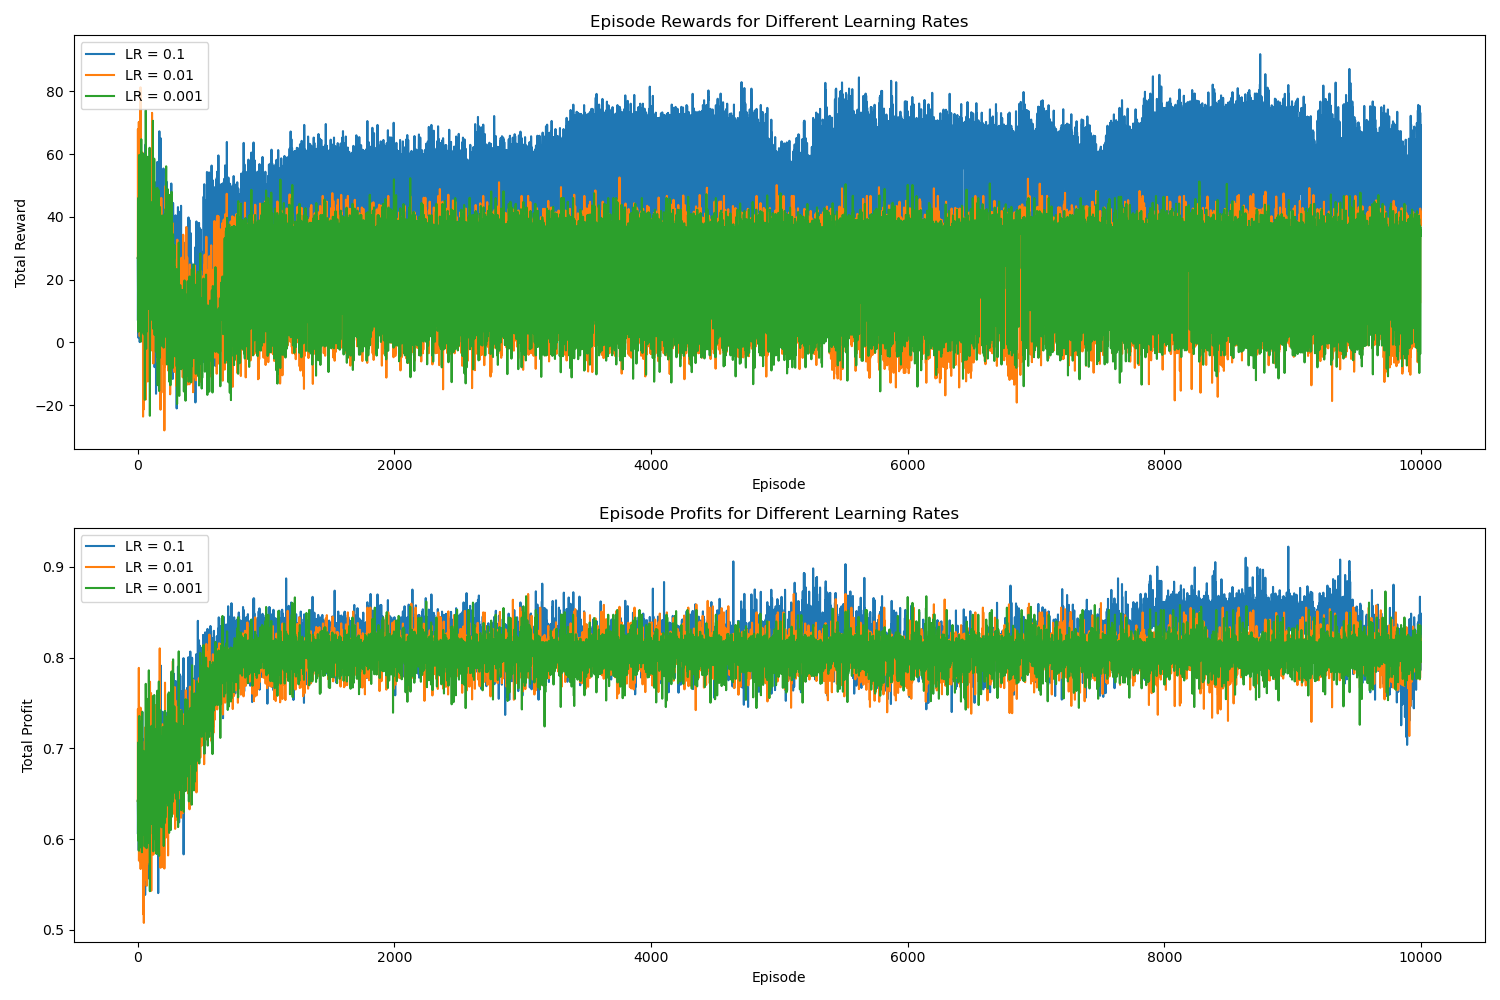 Episode Rewards for Different Learning Rates
LR = 0.1
LR = 0.01
LR = 0.001
Total Reward
80
60
40
20
0
−20
0 2000 4000 6000 8000 10000
Episode
Episode Profits for Different Learning Rates
LR = 0.1
LR = 0.01
LR = 0.001
Total Profit
0.9
0.8
0.7
0.6
0.5
0 2000 4000 6000 8000 10000
Episode